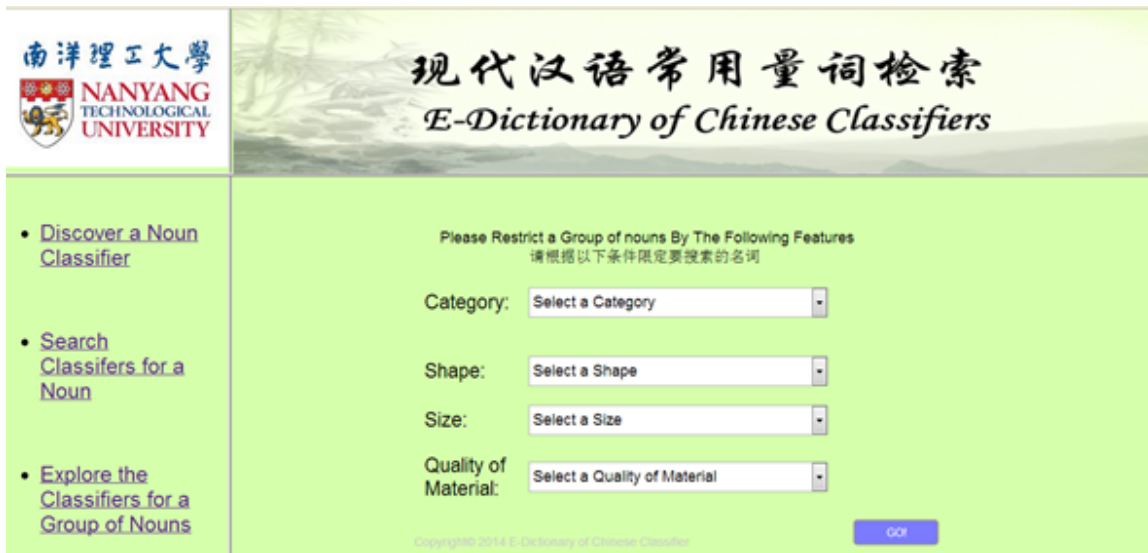 南洋理工大學
NANYANG
TECHNOLOGICAL
UNIVERSITY
现代汉语常用量词检索
E-Dictionary of Chinese Classifiers
Discover a Noun
Classifier
Search
Classifers for a
Noun
Explore the
Classifiers for a
Group of Nouns
Please Restrict a Group of nouns By The Following Features
请根据以下条件限定要搜索的名词
Category: Select a Category
Shape: Select a Shape
Size: Select a Size
Quality of
Material: Select a Quality of Material
GO!
Copyright© 2014 E-Dictionary of Chinese Classifier